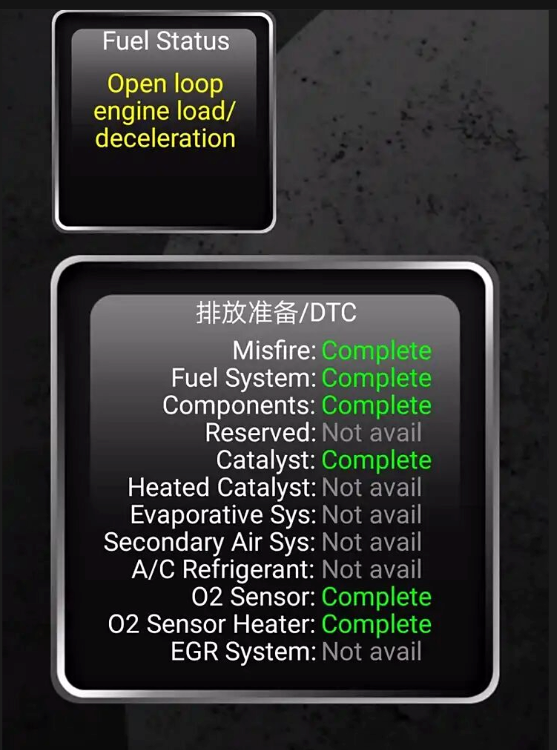 Fuel Status
Open loop
engine load/
deceleration
排放准备/DTC
Misfire: Complete
Fuel System: Complete
Components: Complete
Reserved: Not avail
Catalyst: Complete
Heated Catalyst: Not avail
Evaporative Sys: Not avail
Secondary Air Sys: Not avail
A/C Refrigerant: Not avail
O2 Sensor: Complete
O2 Sensor Heater: Complete
EGR System: Not avail